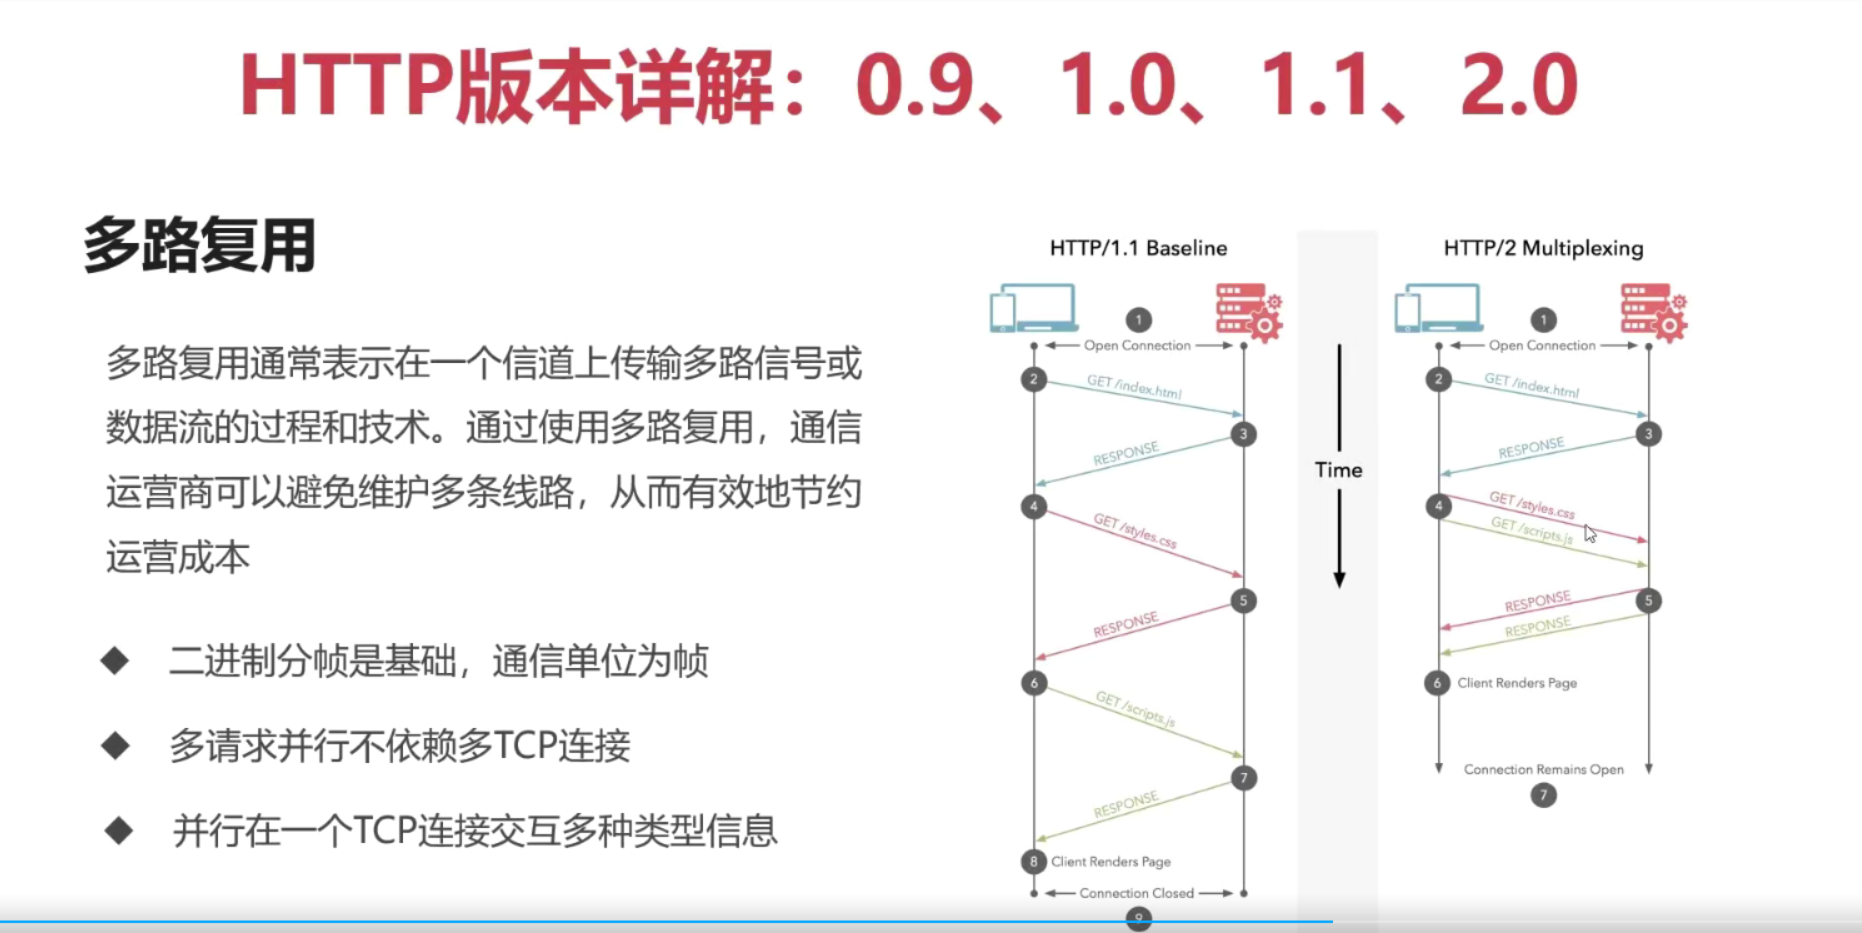 HTTP版本详解：0.9、1.0、1.1、2.0
多路复用
多路复用通常表示在一个信道上传输多路信号或
数据流的过程和技术。通过使用多路复用，通信
运营商可以避免维护多条线路，从而有效地节约
运营成本
◆ 二进制分帧是基础，通信单位为帧
◆ 多请求并行不依赖多TCP连接
◆ 并行在一个TCP连接交互多种类型信息
HTTP/1.1 Baseline
1
Open Connection
2
GET /index.html
3
RESPONSE
4
GET /styles.css
5
RESPONSE
6
GET /scripts.js
7
RESPONSE
8 Client Renders Page
Connection Closed
9
Time
HTTP/2 Multiplexing
1
Open Connection
2
GET /index.html
3
RESPONSE
4
GET /styles.css
GET /scripts.js
5
RESPONSE
RESPONSE
6 Client Renders Page
Connection Remains Open
7